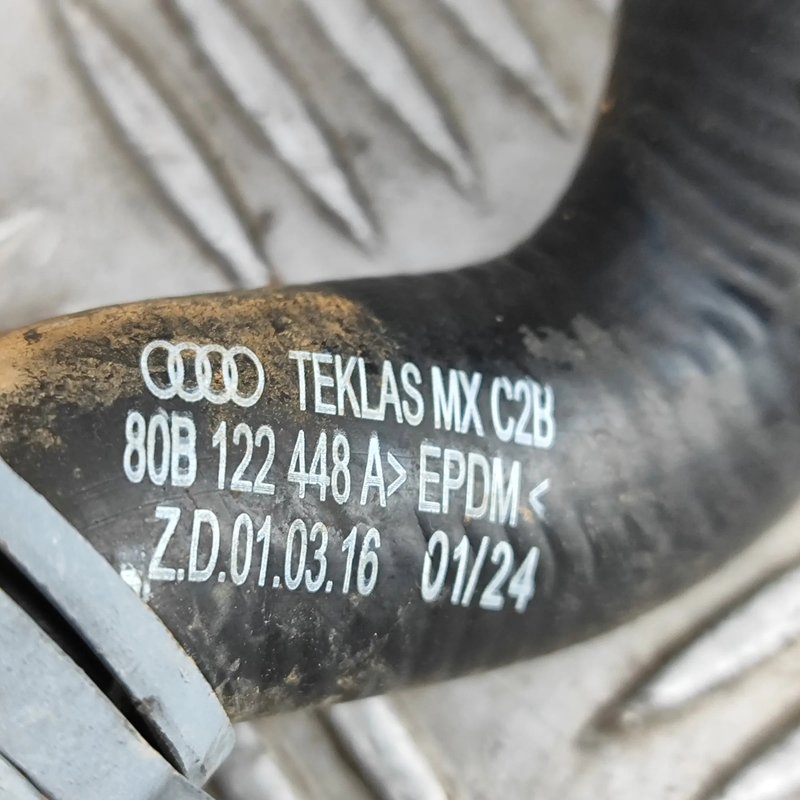 TEKLAS MX C2B
80B 122 448 A>EPDM<
Z.D.01.03.16 01/24